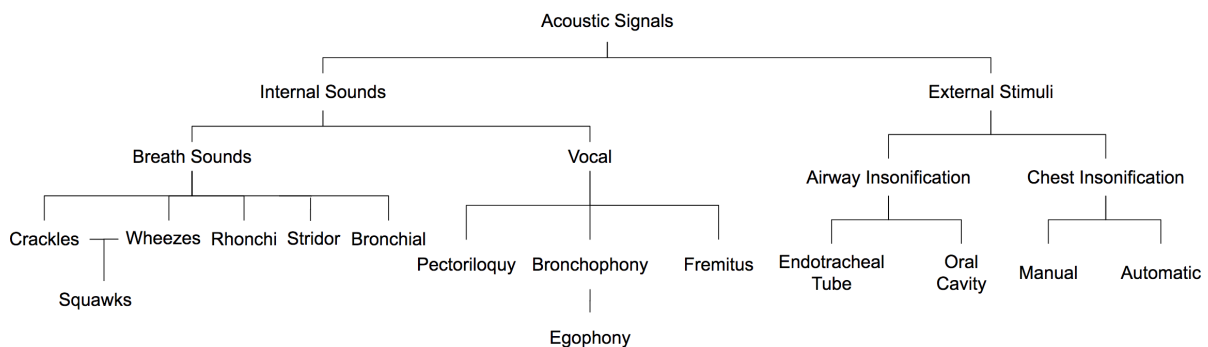 Acoustic Signals
Internal Sounds
External Stimuli
Breath Sounds
Vocal
Airway Insonification
Chest Insonification
Crackles
Wheezes
Rhonchi
Stridor
Bronchial
Pectoriloquy
Bronchophony
Fremitus
Endotracheal
Tube
Oral
Cavity
Manual
Automatic
Squawks
Egophony